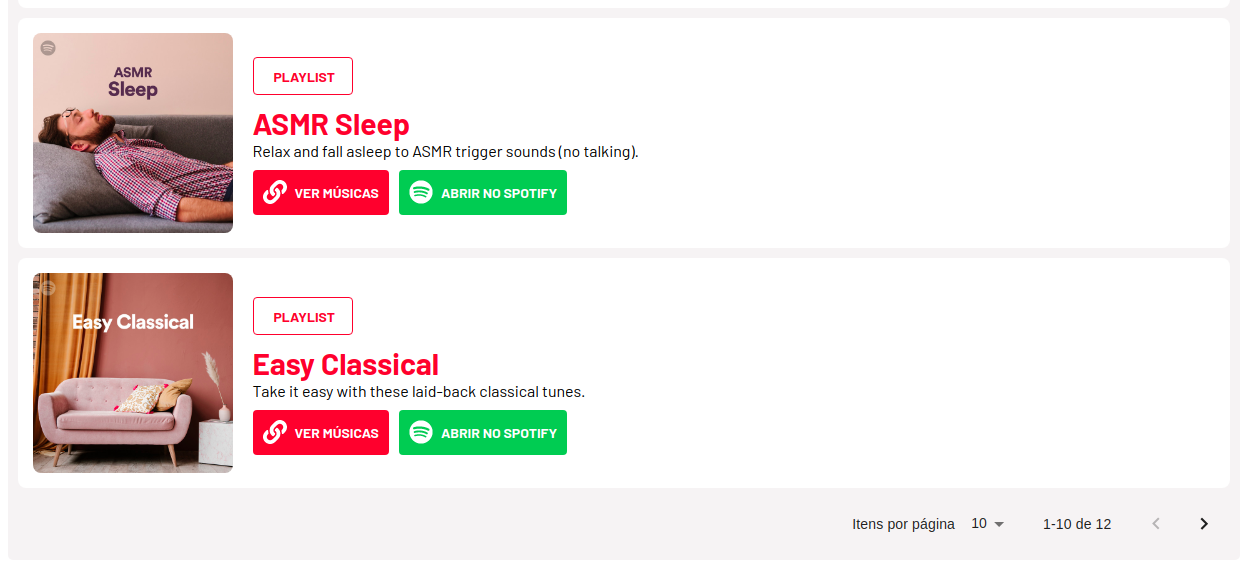 ASMR
Sleep
PLAYLIST
ASMR Sleep
Relax and fall asleep to ASMR trigger sounds (no talking).
VER MÚSICAS
ABRIR NO SPOTIFY
Easy Classical
PLAYLIST
Easy Classical
Take it easy with these laid-back classical tunes.
VER MÚSICAS
ABRIR NO SPOTIFY
Itens por página 10 1-10 de 12